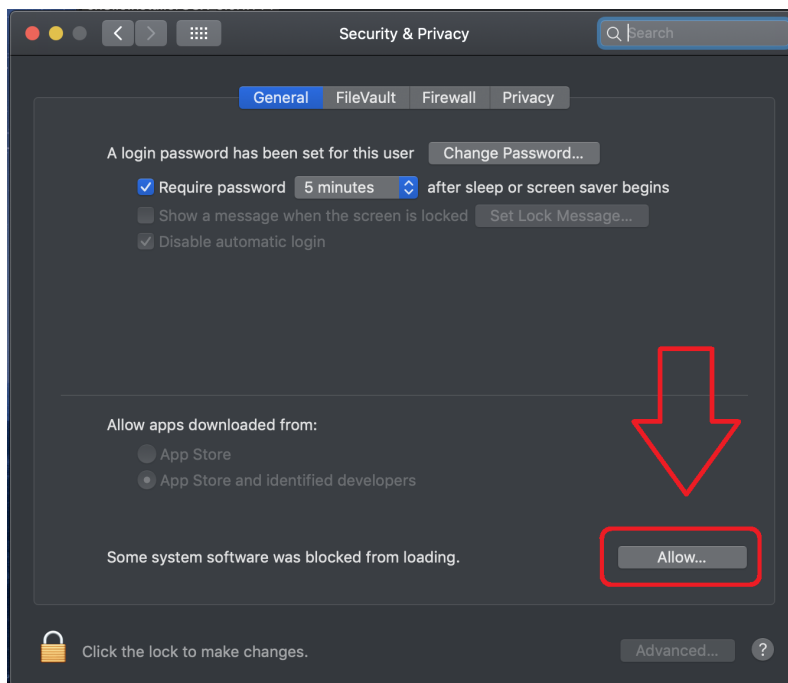 Security & Privacy
Search
General FileVault Firewall Privacy
A login password has been set for this user Change Password...
Require password 5 minutes after sleep or screen saver begins
Show a message when the screen is locked Set Lock Message...
Disable automatic login
Allow apps downloaded from:
App Store
App Store and identified developers
Some system software was blocked from loading. Allow...
Click the lock to make changes. Advanced... ?